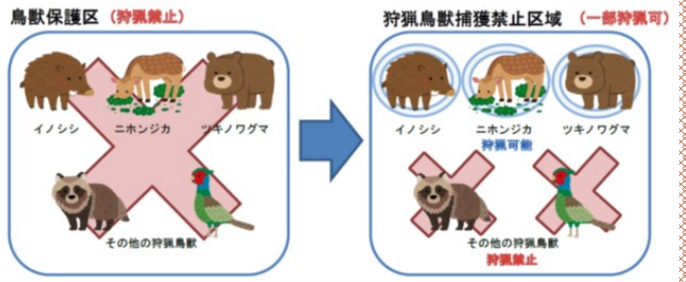 鳥獣保護区（狩猟禁止）
イノシシ
ニホンジカ
ツキノワグマ
その他の狩猟鳥獣
狩猟鳥獣捕獲禁止区域（一部狩猟可）
イノシシ
ニホンジカ
ツキノワグマ
狩猟可能
その他の狩猟鳥獣
狩猟禁止